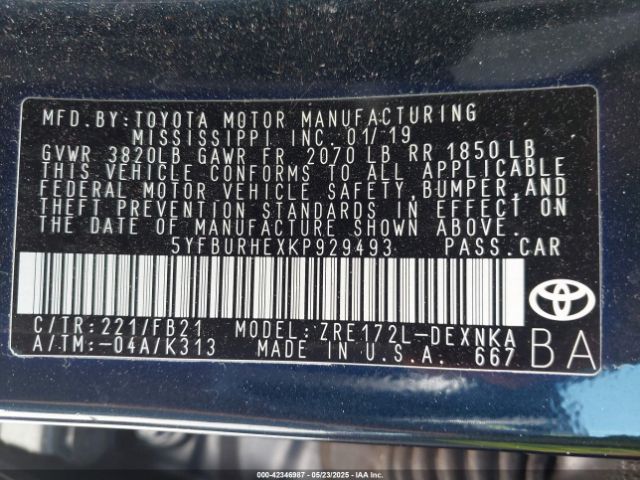 MFD.BY:TOYOTA MOTOR MANUFACTURING
MISSISSIPPI INC. 01/19
GVWR 3820LB GAWR FR 2070 LB RR 1850LB
THIS VEHICLE CONFORMS TO ALL APPLICABLE
FEDERAL MOTOR VEHICLE SAFETY, BUMPER, AND
THEFT PREVENTION STANDARDS IN EFFECT ON
THE DATE OF MANUFACTURE SHOWN ABOVE.
5YFBURHEXKP929493 PASS.CAR
C/TR:221/FB21 MODEL:ZRE172L-DEXNKA
A/TM:-04A/K313 MADE IN U.S.A. 667
BA
000-42346987 - 05/23/2025 - IAA Inc.